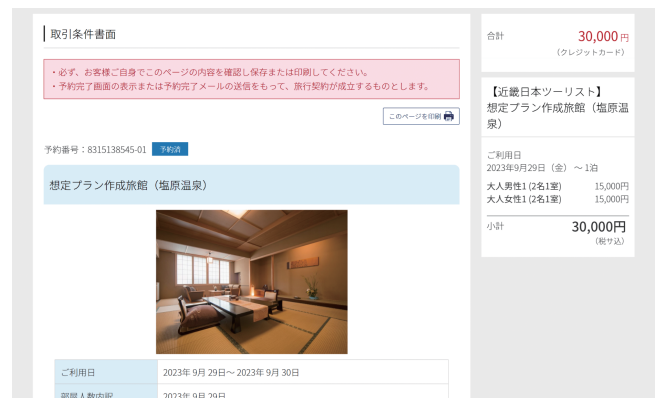 取引条件書面
・必ず、お客様ご自身でこのページの内容を確認し保存または印刷してください。
・予約完了画面の表示または予約完了メールの送信をもって、旅行契約が成立するものとします。
このページを印刷
予約番号：8315138545-01 予約済
想定プラン作成旅館（塩原温泉）
ご利用日 2023年 9月 29日～ 2023年 9月 30日
部屋人数内訳 2023年 9月 29日
合計 30,000 円
（クレジットカード）
【近畿日本ツーリスト】
想定プラン作成旅館（塩原温
泉）
ご利用日
2023年9月29日（金） ～ 1泊
大人男性1 (2名1室) 15,000円
大人女性1 (2名1室) 15,000円
小計 30,000円
（税サ込）